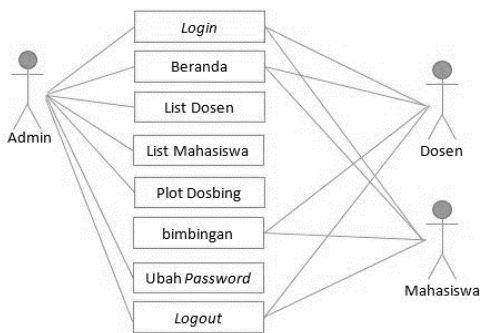 Login
Beranda
List Dosen
List Mahasiswa
Plot Dosbing
bimbingan
Ubah Password
Logout
Admin
Dosen
Mahasiswa